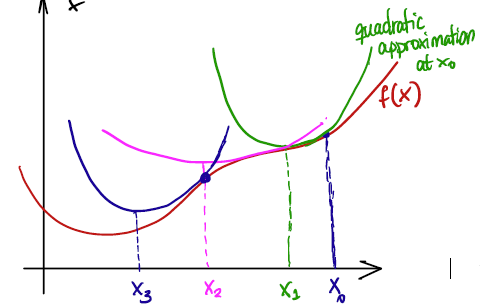 quadratic
approximation
at x₀
f(x)
x₃ x₂ x₁ x₀